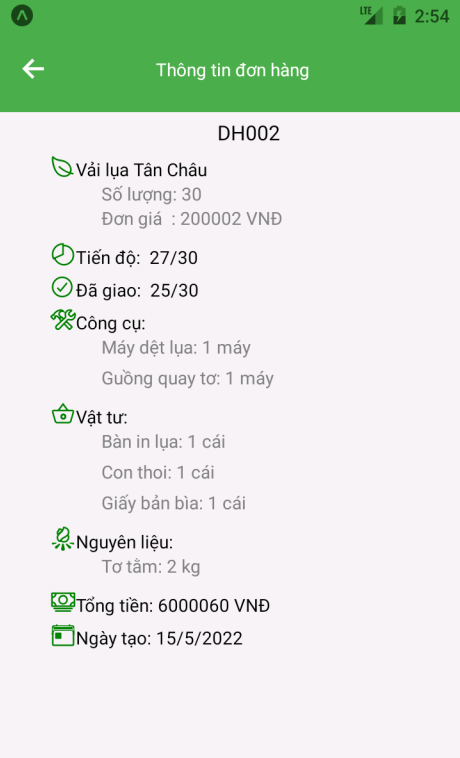 LTE 2:54
Thông tin đơn hàng
DH002
Vải lụa Tân Châu
Số lượng: 30
Đơn giá : 200002 VNĐ
Tiến độ: 27/30
Đã giao: 25/30
Công cụ:
Máy dệt lụa: 1 máy
Guồng quay tơ: 1 máy
Vật tư:
Bàn in lụa: 1 cái
Con thoi: 1 cái
Giấy bản bìa: 1 cái
Nguyên liệu:
Tơ tằm: 2 kg
Tổng tiền: 6000060 VNĐ
Ngày tạo: 15/5/2022